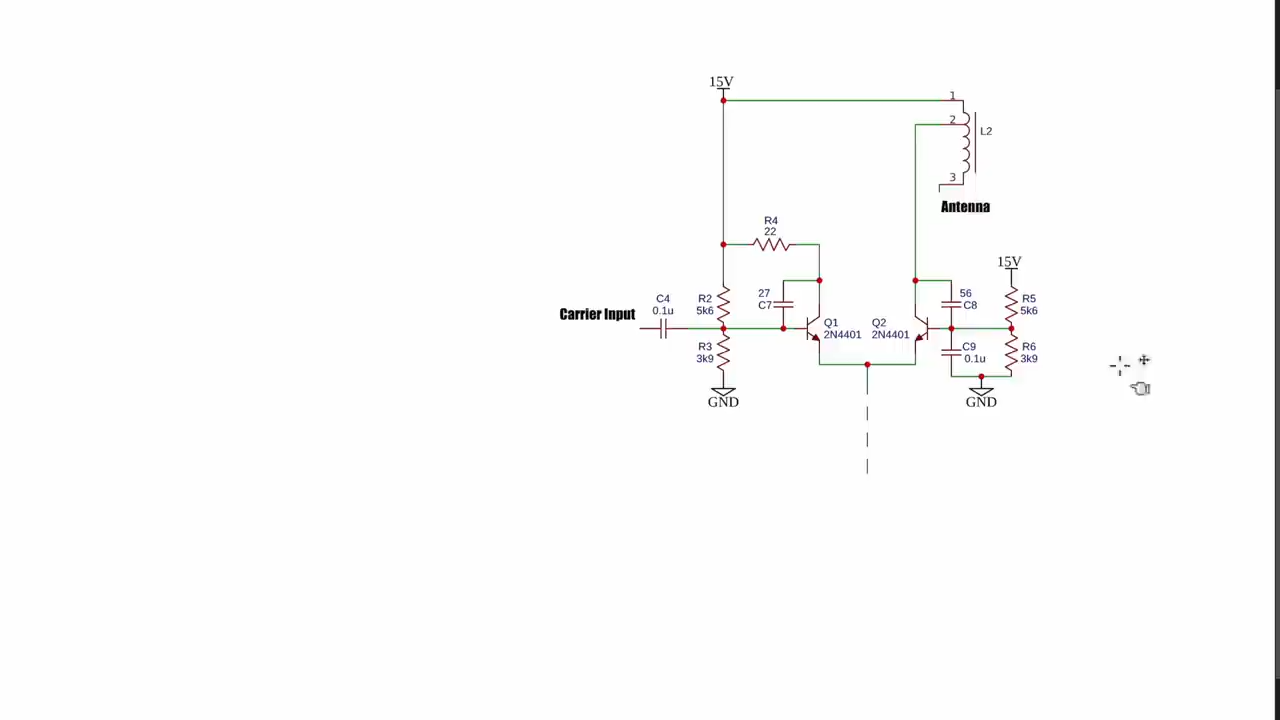 15V
1
2
L2
3
Antenna
R4
22
15V
C4
0.1u
R2
5k6
27
C7
56
C8
R5
5k6
Carrier Input
Q1
2N4401
Q2
2N4401
R3
3k9
C9
0.1u
R6
3k9
GND
GND